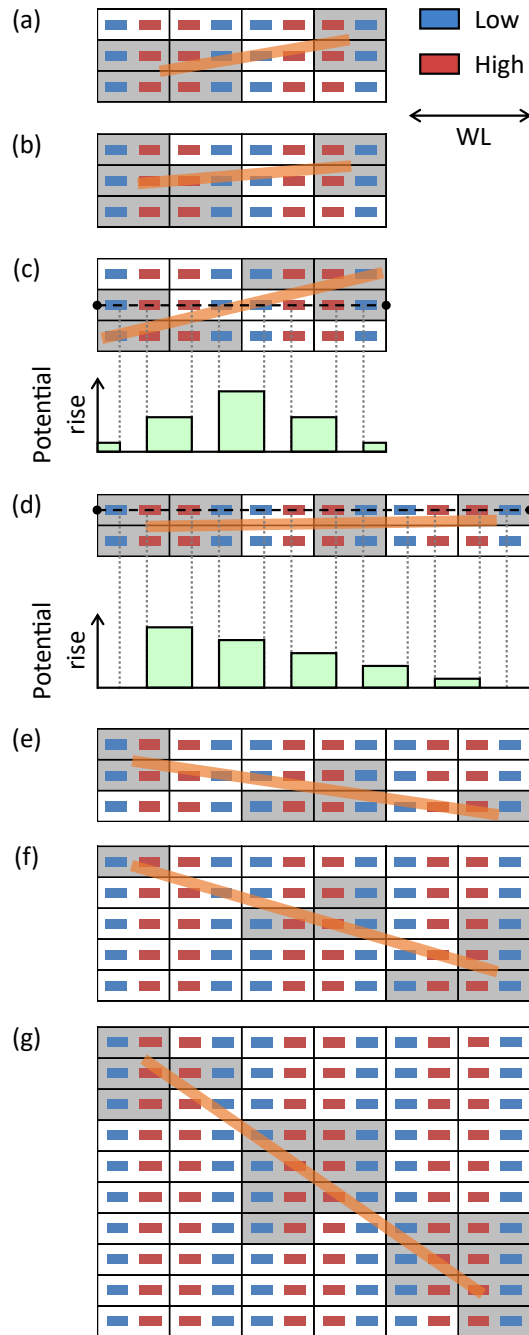 (a)
Low
High
WL
(b)
(c)
Potential
rise
(d)
Potential
rise
(e)
(f)
(g)